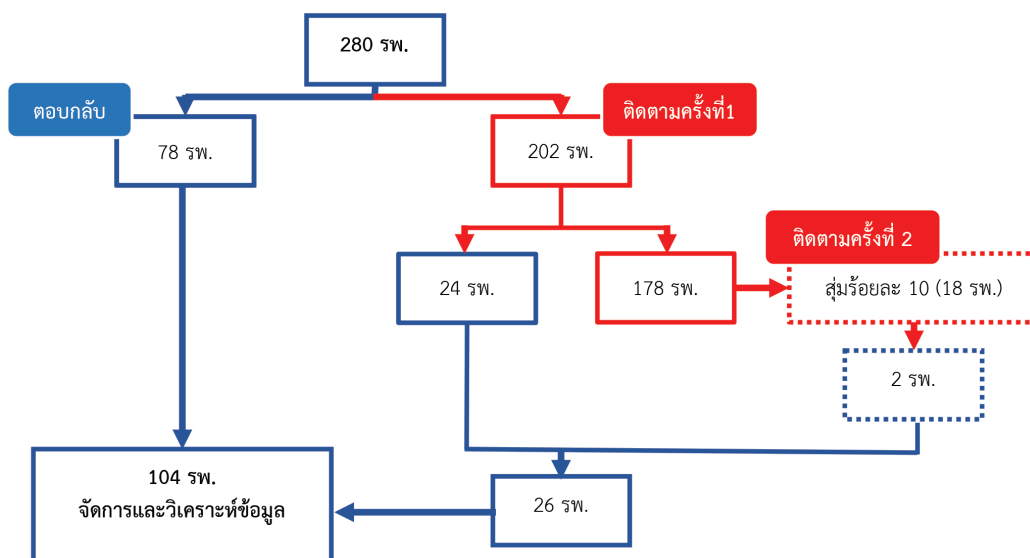 280 รพ.
ตอบกลับ
ติดตามครั้งที่1
78 รพ.
202 รพ.
ติดตามครั้งที่ 2
24 รพ.
178 รพ.
สุ่มร้อยละ 10 (18 รพ.)
2 รพ.
104 รพ.
จัดการและวิเคราะห์ข้อมูล
26 รพ.